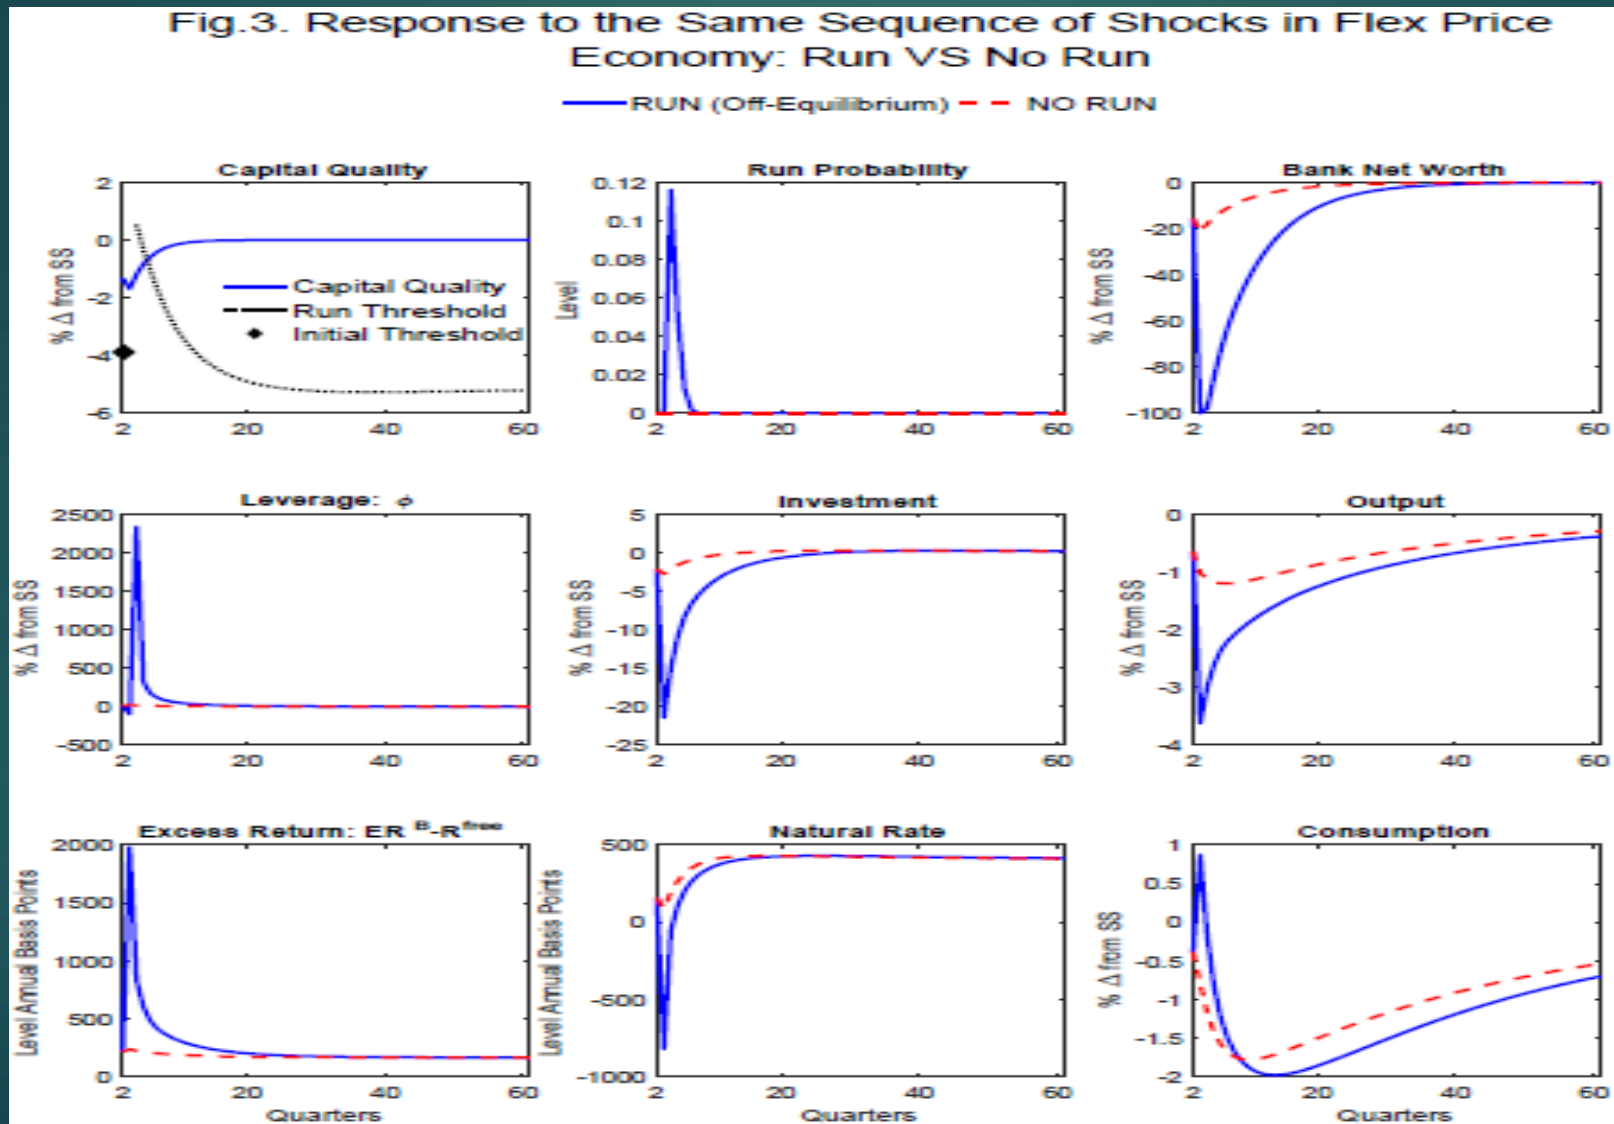 Fig.3. Response to the Same Sequence of Shocks in Flex Price
Economy: Run VS No Run
RUN (Off-Equilibrium) NO RUN
Capital Quality
% Δ from SS
2
0
-2
-4
-6
Capital Quality
Run Threshold
Initial Threshold
2 20 40 60
Run Probability
Level
0.12
0.1
0.08
0.06
0.04
0.02
0
2 20 40 60
Bank Net Worth
% Δ from SS
0
-20
-40
-60
-80
-100
2 20 40 60
Leverage: ϕ
% Δ from SS
2500
2000
1500
1000
500
0
-500
2 20 40 60
Investment
% Δ from SS
5
0
-5
-10
-15
-20
-25
2 20 40 60
Output
% Δ from SS
0
-1
-2
-3
-4
2 20 40 60
Excess Return: ER B-Rfree
Level Annual Basis Points
2000
1500
1000
500
0
2 20 40 60
Quarters
Natural Rate
Level Annual Basis Points
500
0
-500
-1000
2 20 40 60
Quarters
Consumption
% Δ from SS
1
0.5
0
-0.5
-1
-1.5
-2
2 20 40 60
Quarters